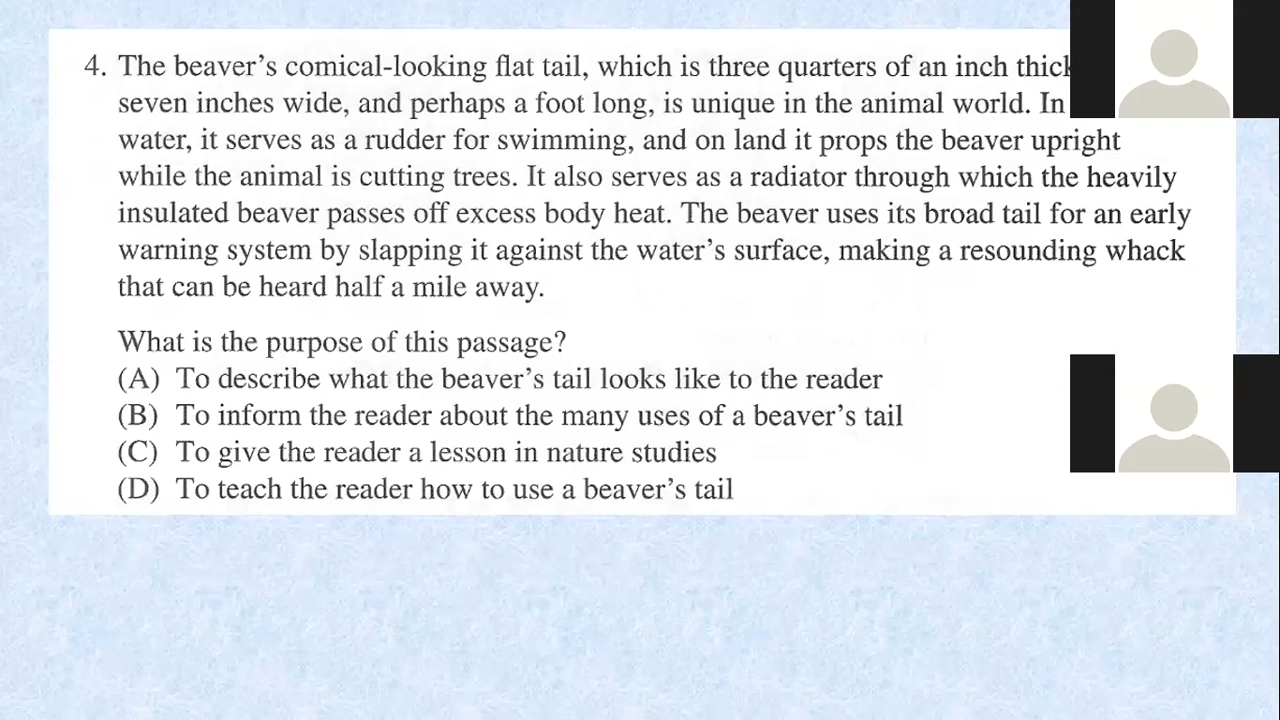 4. The beaver's comical-looking flat tail, which is three quarters of an inch
seven inches wide, and perhaps a foot long, is unique in the animal world. In
water, it serves as a rudder for swimming, and on land it props the beaver upright
while the animal is cutting trees. It also serves as a radiator through which the heavily
insulated beaver passes off excess body heat. The beaver uses its broad tail for an early
warning system by slapping it against the water's surface, making a resounding whack
that can be heard half a mile away.
What is the purpose of this passage?
(A) To describe what the beaver's tail looks like to the reader
(B) To inform the reader about the many uses of a beaver's tail
(C) To give the reader a lesson in nature studies
(D) To teach the reader how to use a beaver's tail